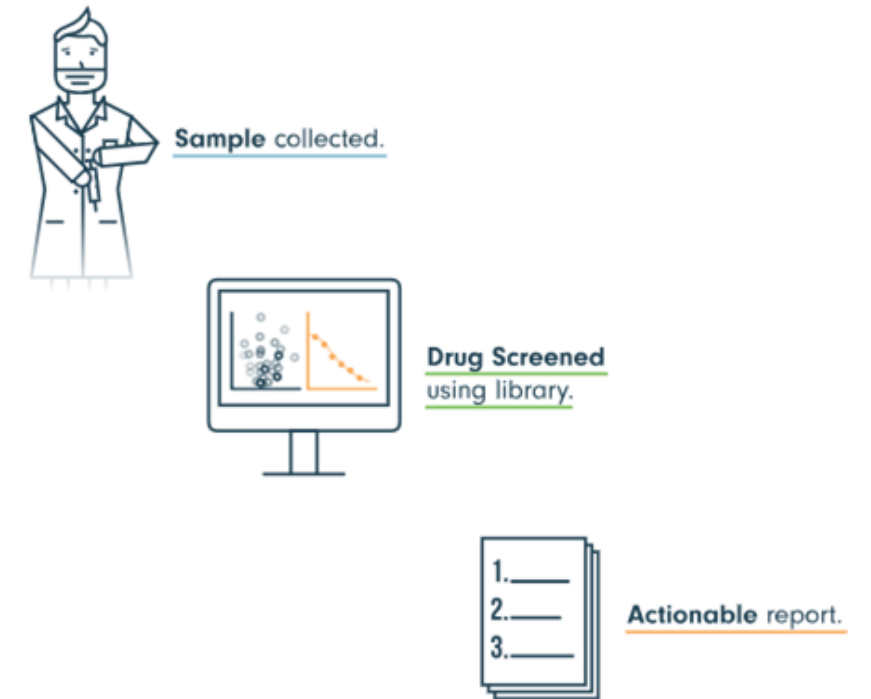 Sample collected.
Drug Screened
using library.
1.
2.
3.
Actionable report.